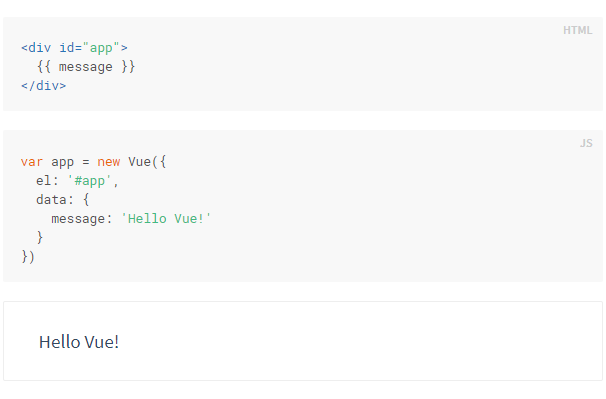 HTML
<div id="app">
  {{ message }}
</div>
JS
var app = new Vue({
  el: '#app',
  data: {
    message: 'Hello Vue!'
  }
})
Hello Vue!